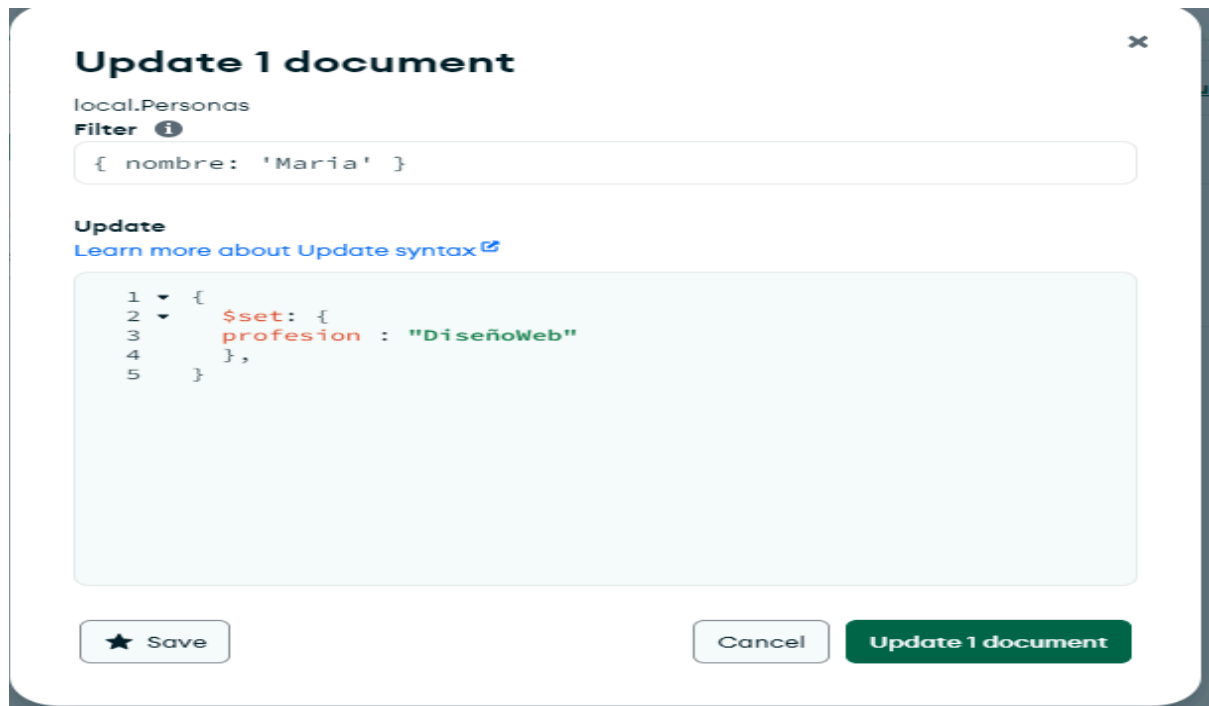 Update 1 document
local.Personas
Filter
{ nombre: 'Maria' }
Update
Learn more about Update syntax
1 {
2 $set: {
3 profesion : "DiseñoWeb"
4 },
5 }
Save
Cancel
Update 1 document